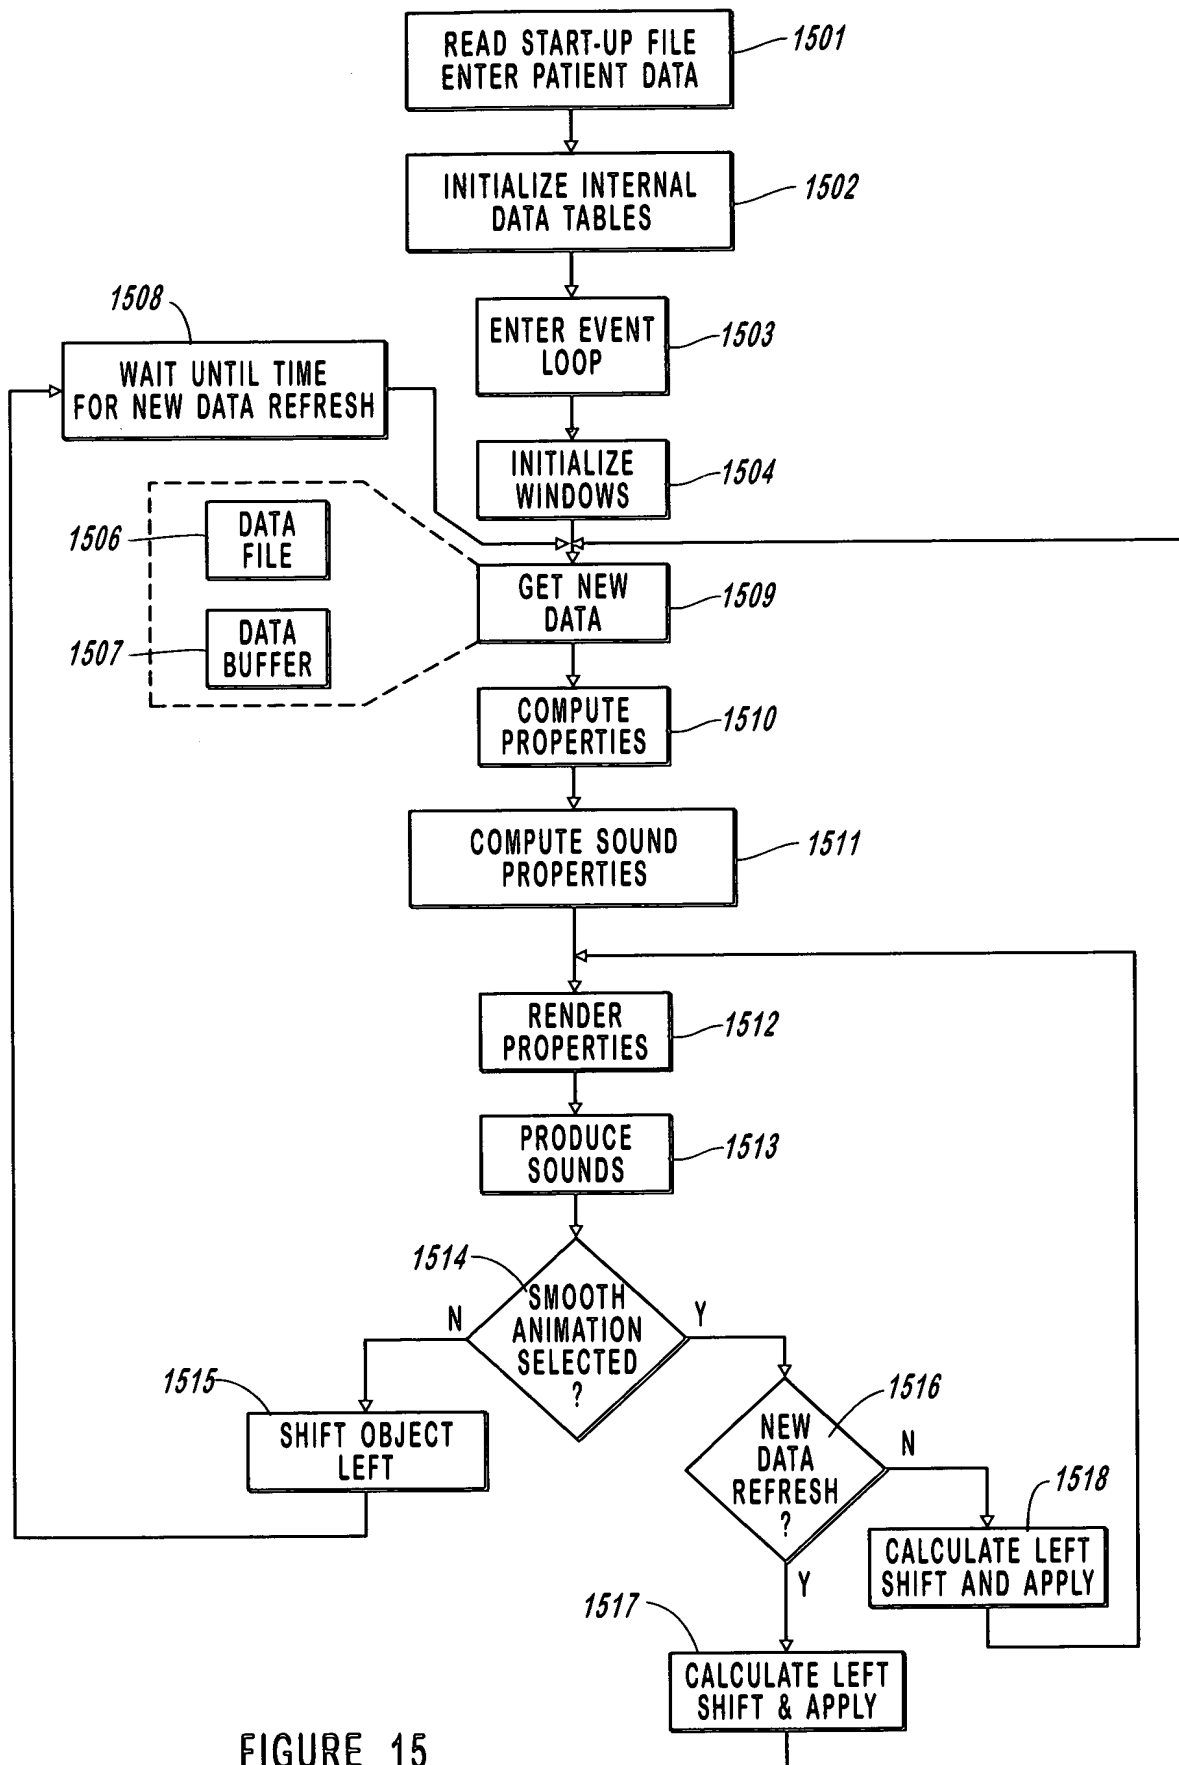 READ START-UP FILE
ENTER PATIENT DATA
1501
INITIALIZE INTERNAL
DATA TABLES
1502
ENTER EVENT
LOOP
1503
1508
WAIT UNTIL TIME
FOR NEW DATA REFRESH
INITIALIZE
WINDOWS
1504
1506
DATA
FILE
1507
DATA
BUFFER
GET NEW
DATA
1509
COMPUTE
PROPERTIES
1510
COMPUTE SOUND
PROPERTIES
1511
RENDER
PROPERTIES
1512
PRODUCE
SOUNDS
1513
1514
SMOOTH
ANIMATION
SELECTED
?
N
Y
1515
SHIFT OBJECT
LEFT
1516
NEW
DATA
REFRESH
?
N
Y
1518
CALCULATE LEFT
SHIFT AND APPLY
1517
CALCULATE LEFT
SHIFT & APPLY
FIGURE 15